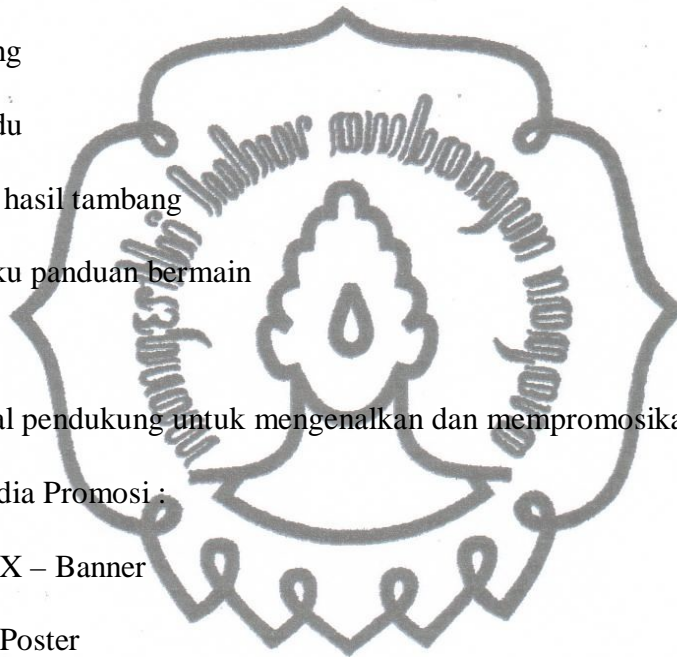 ng
du
hasil tambang
ku panduan bermain
al pendukung untuk mengenalkan dan mempromosika
dia Promosi :
X – Banner
Poster